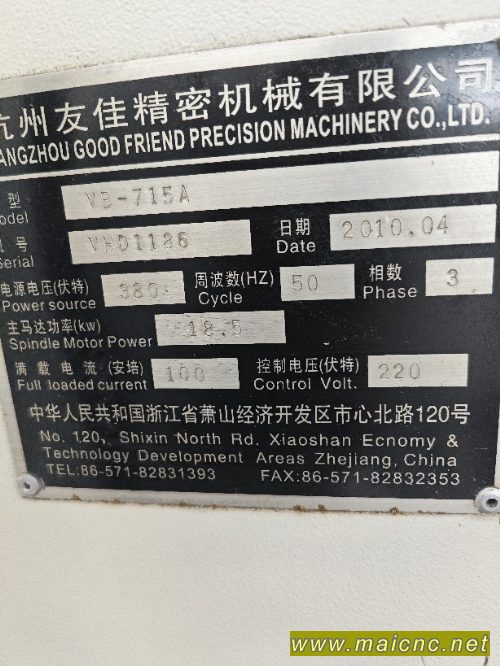 杭州友佳精密机械有限公司
HANGZHOU GOOD FRIEND PRECISION MACHINERY CO.,LTD.
型 VB-715A
Model
号 日期 2010.04
Serial Date
电源电压(伏特) 380 周波数(HZ) 50 相数 3
Power source Cycle Phase
主马达功率(kw) 18.5
Spindle Motor Power
满载电流(安培) 100 控制电压(伏特) 220
Full loaded current Control Volt.
中华人民共和国浙江省萧山经济开发区市心北路120号
No. 120, Shixin North Rd. Xiaoshan Ecnomy &
Technology Development Areas Zhejiang, China
TEL:86-571-82831393 FAX:86-571-82832353
www.maicnc.net